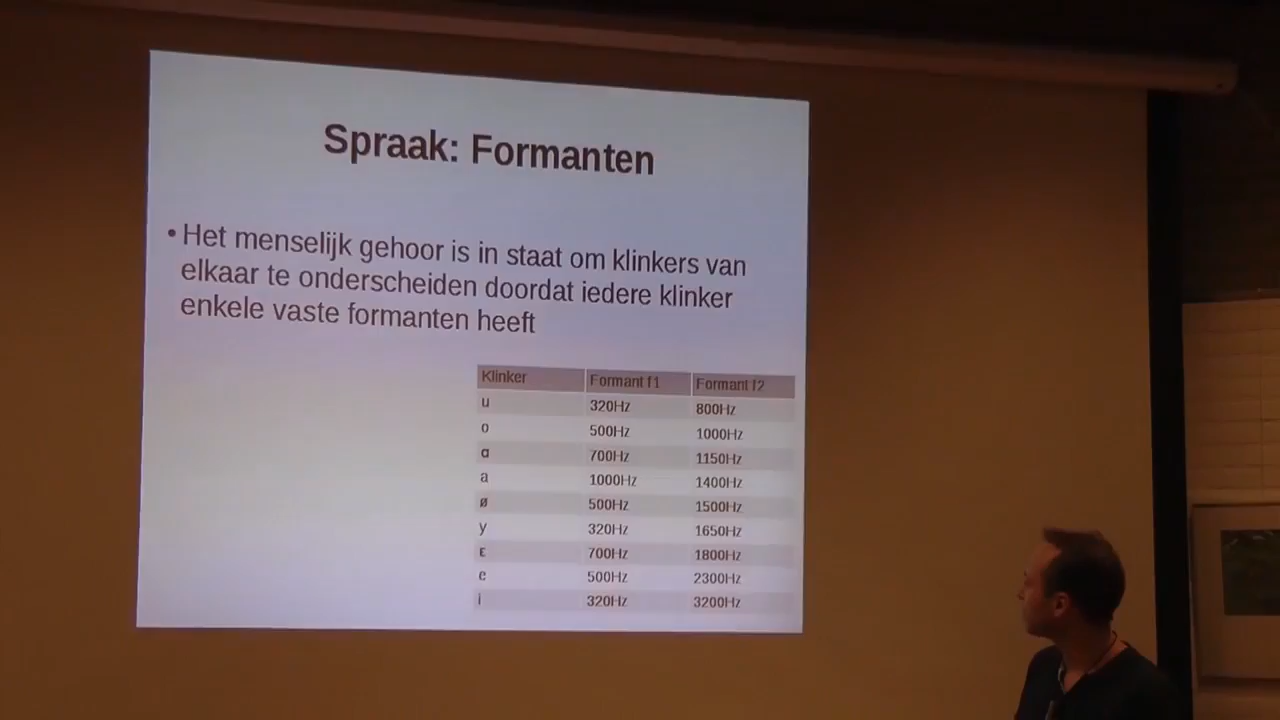 Spraak: Formanten
• Het menselijk gehoor is in staat om klinkers van
elkaar te onderscheiden doordat iedere klinker
enkele vaste formanten heeft
Klinker Formant f1 Formant f2
u 320Hz 800Hz
o 500Hz 1000Hz
ɑ 700Hz 1150Hz
a 1000Hz 1400Hz
ø 500Hz 1500Hz
y 320Hz 1650Hz
ε 700Hz 1800Hz
e 500Hz 2300Hz
i 320Hz 3200Hz